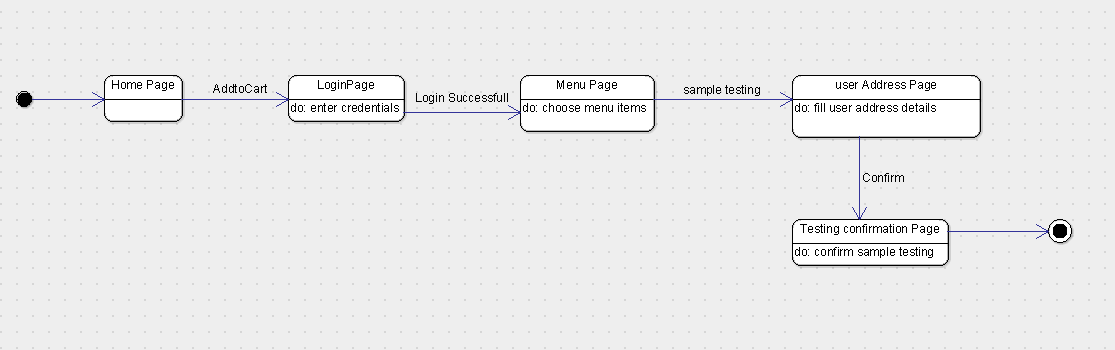 Home Page
AddtoCart
LoginPage
do: enter credentials
Login Successfull
Menu Page
do: choose menu items
sample testing
user Address Page
do: fill user address details
Confirm
Testing confirmation Page
do: confirm sample testing